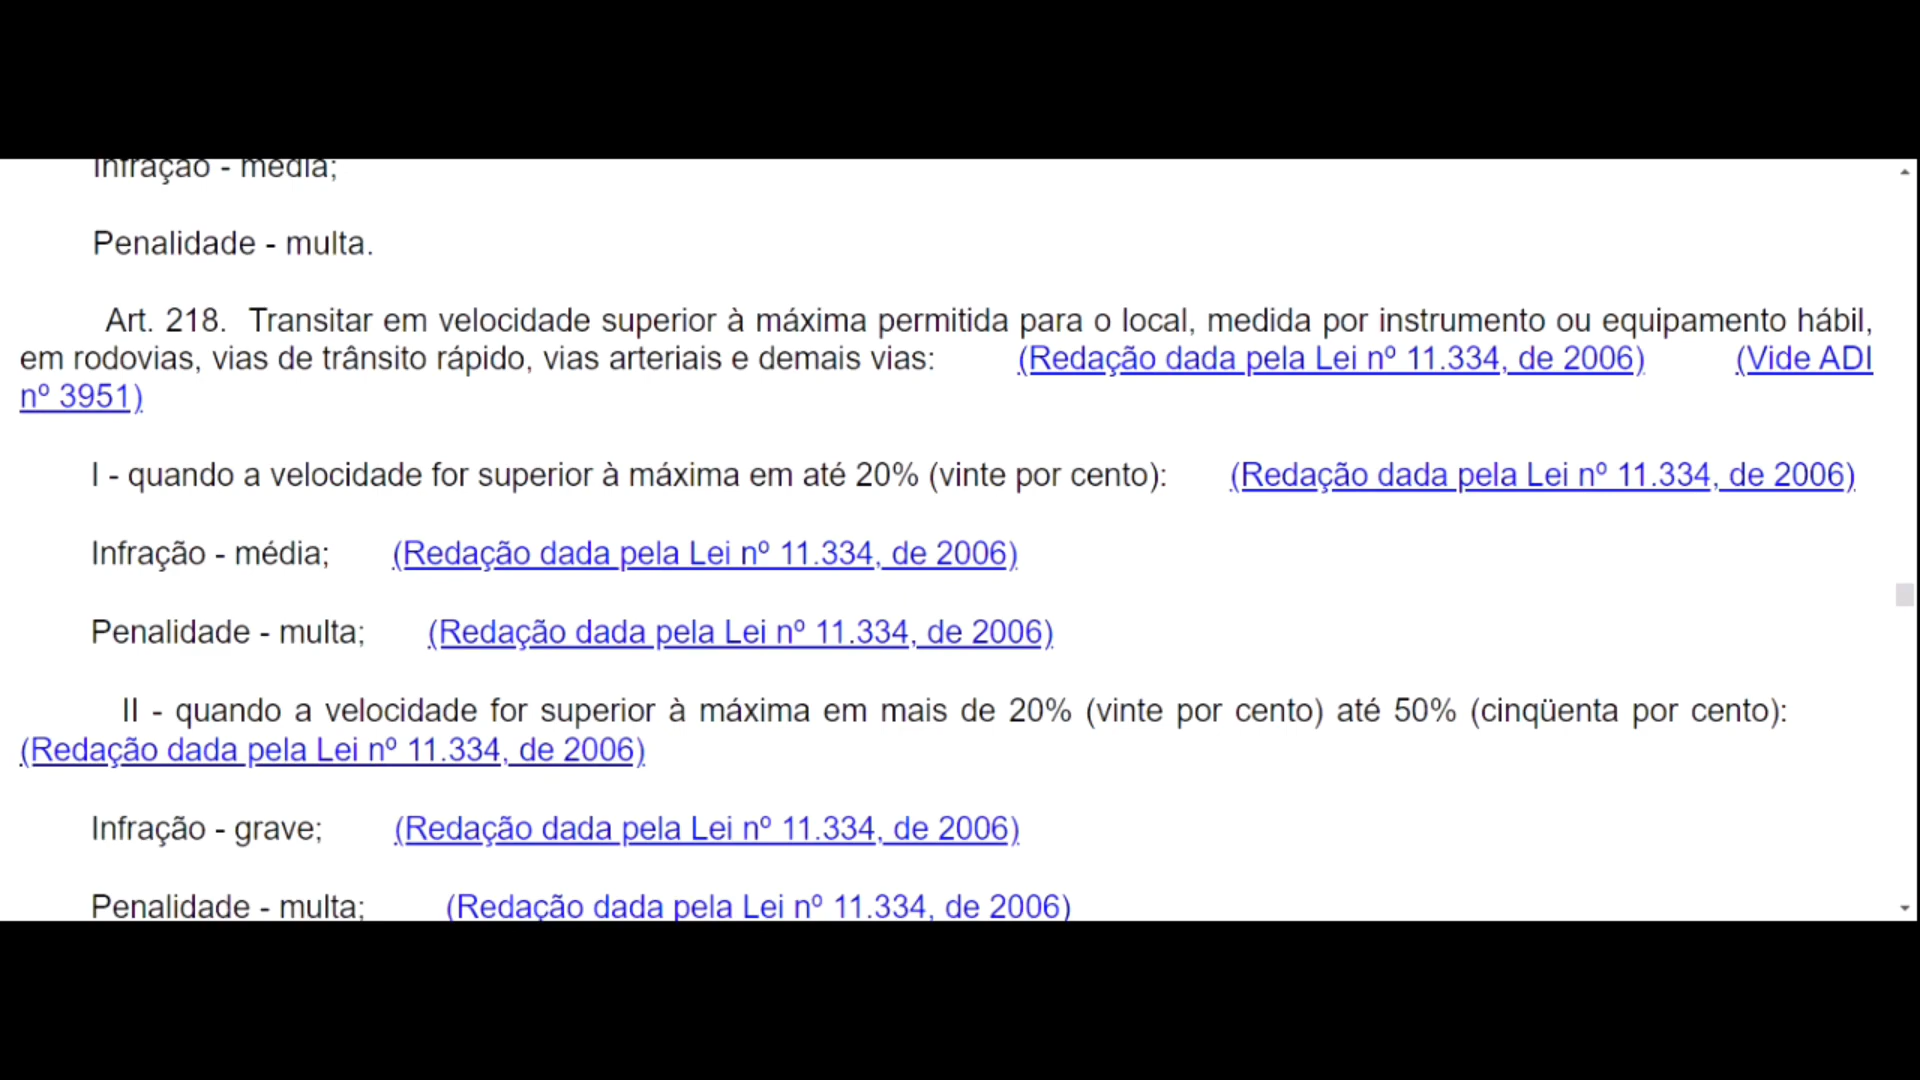 Infração - média;
Penalidade - multa.
Art. 218. Transitar em velocidade superior à máxima permitida para o local, medida por instrumento ou equipamento hábil,
em rodovias, vias de trânsito rápido, vias arteriais e demais vias: (Redação dada pela Lei nº 11.334, de 2006) (Vide ADI
nº 3951)
I - quando a velocidade for superior à máxima em até 20% (vinte por cento): (Redação dada pela Lei nº 11.334, de 2006)
Infração - média; (Redação dada pela Lei nº 11.334, de 2006)
Penalidade - multa; (Redação dada pela Lei nº 11.334, de 2006)
II - quando a velocidade for superior à máxima em mais de 20% (vinte por cento) até 50% (cinqüenta por cento):
(Redação dada pela Lei nº 11.334, de 2006)
Infração - grave; (Redação dada pela Lei nº 11.334, de 2006)
Penalidade - multa; (Redação dada pela Lei nº 11.334, de 2006)